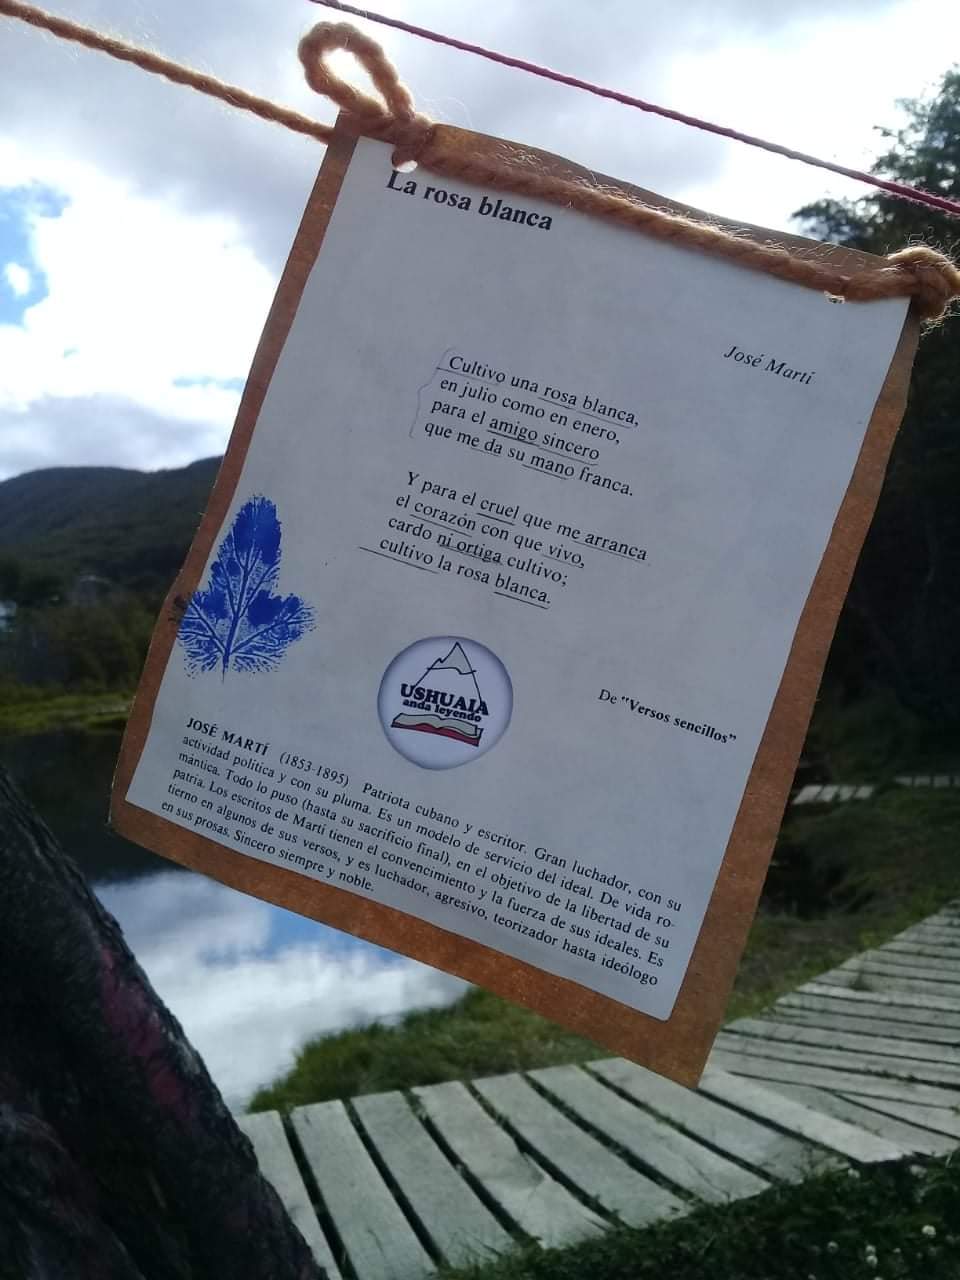 La rosa blanca
José Martí
Cultivo una rosa blanca,
en julio como en enero,
para el amigo sincero
que me da su mano franca.
Y para el cruel que me arranca
el corazón con que vivo,
cardo ni ortiga cultivo;
cultivo la rosa blanca.
De "Versos sencillos"
USHUAIA
anda leyendo
JOSÉ MARTÍ (1853-1895) Patriota cubano y escritor. Gran luchador, con su
actividad política y con su pluma. Es un modelo de servicio del ideal. De vida ro-
mántica. Todo lo puso (hasta su sacrificio final), en el objetivo de la libertad de su
patria. Los escritos de Martí tienen el convencimiento y la fuerza de sus ideales. Es
tierno en algunos de sus versos, y es luchador, agresivo, teorizador hasta ideólogo
en sus prosas. Sincero siempre y noble.